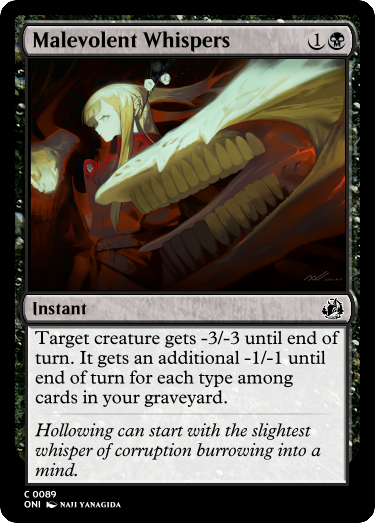 Malevolent Whispers 1
Instant
Target creature gets -3/-3 until end of
turn. It gets an additional -1/-1 until
end of turn for each type among
cards in your graveyard.
Hollowing can start with the slightest
whisper of corruption burrowing into a
mind.
C 0089
ONI NAJI YANAGIDA